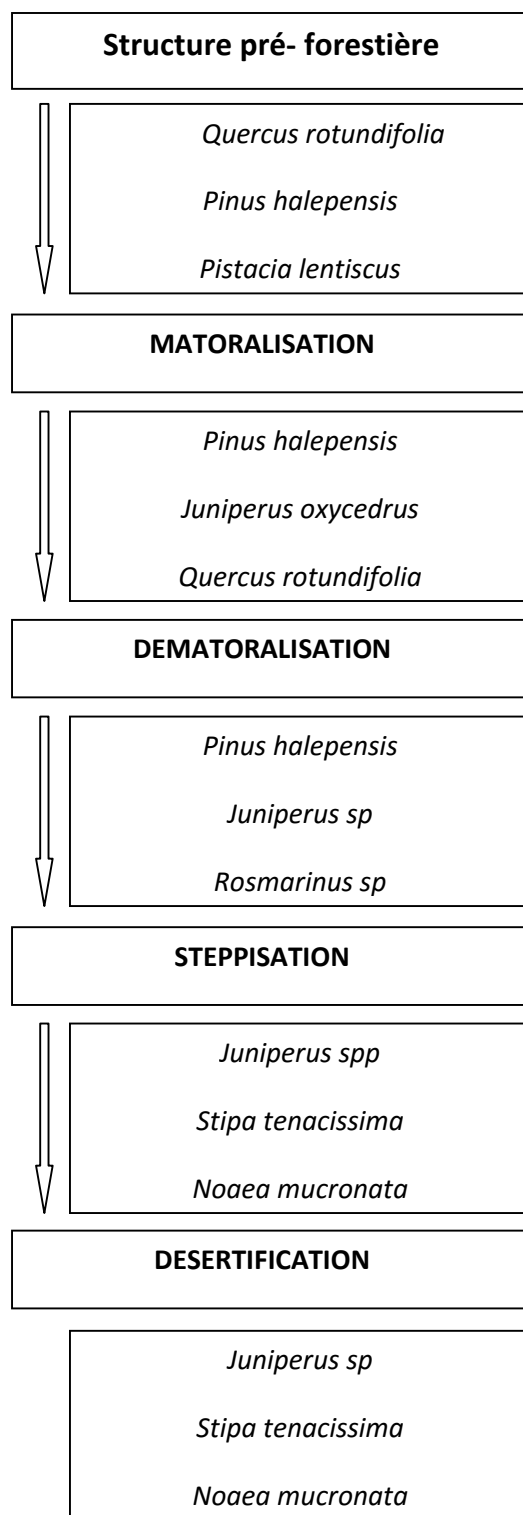 Structure pré- forestière
Quercus rotundifolia
Pinus halepensis
Pistacia lentiscus
MATORALISATION
Pinus halepensis
Juniperus oxycedrus
Quercus rotundifolia
DEMATORALISATION
Pinus halepensis
Juniperus sp
Rosmarinus sp
STEPPISATION
Juniperus spp
Stipa tenacissima
Noaea mucronata
DESERTIFICATION
Juniperus sp
Stipa tenacissima
Noaea mucronata